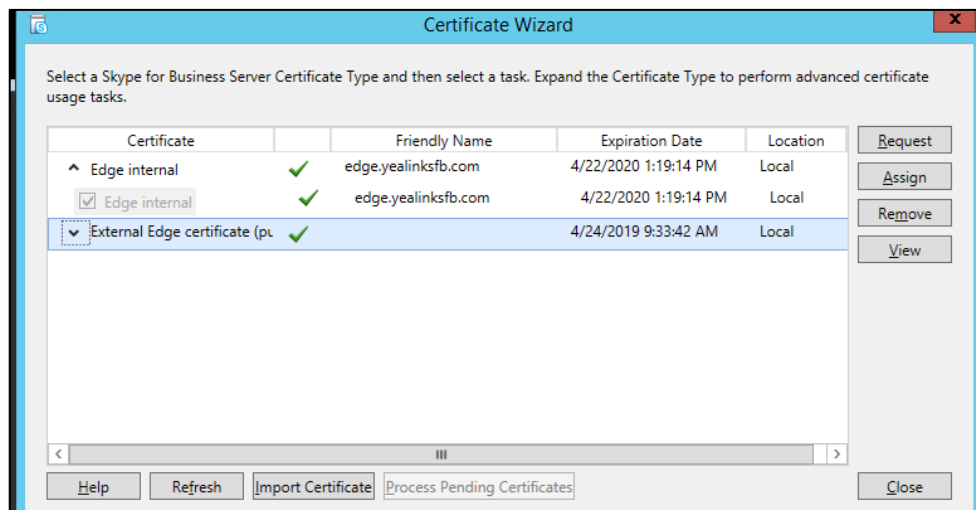 Certificate Wizard
x
Select a Skype for Business Server Certificate Type and then select a task. Expand the Certificate Type to perform advanced certificate
usage tasks.
Certificate Friendly Name Expiration Date Location
Edge internal edge.yealinksfb.com 4/22/2020 1:19:14 PM Local
Edge internal edge.yealinksfb.com 4/22/2020 1:19:14 PM Local
External Edge certificate (pu 4/24/2019 9:33:42 AM Local
Request
Assign
Remove
View
Help Refresh Import Certificate Process Pending Certificates Close